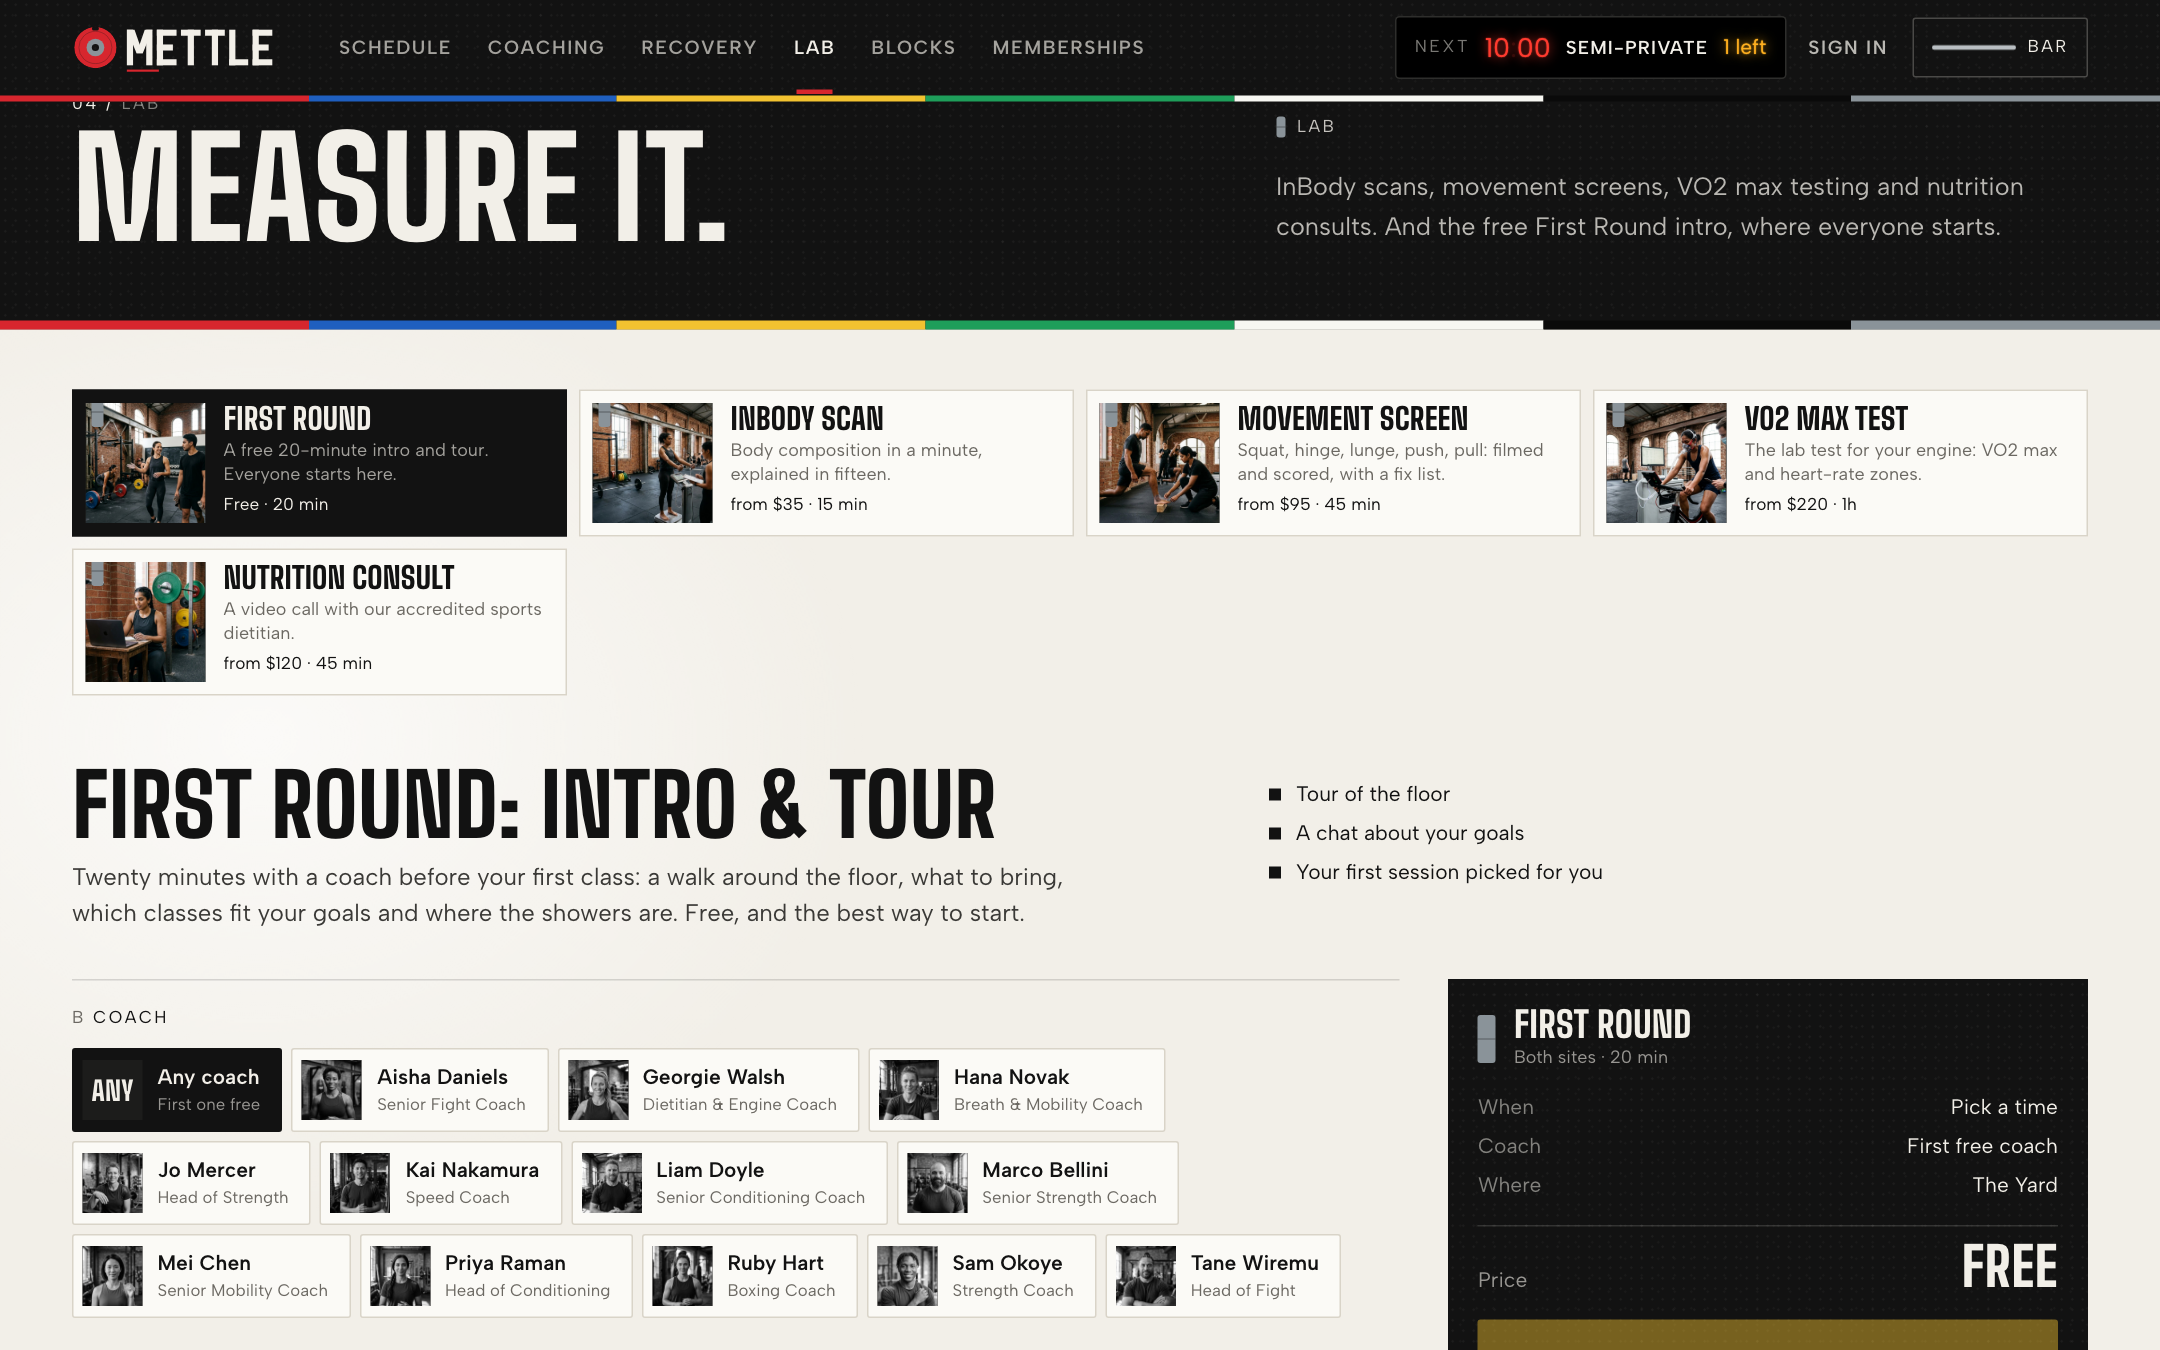 METTLE
SCHEDULE COACHING RECOVERY LAB BLOCKS MEMBERSHIPS
NEXT 10 00 SEMI-PRIVATE 1 left
SIGN IN
BAR
04 / LAB
MEASURE IT.
LAB
InBody scans, movement screens, VO2 max testing and nutrition
consults. And the free First Round intro, where everyone starts.
FIRST ROUND
A free 20-minute intro and tour.
Everyone starts here.
Free · 20 min
INBODY SCAN
Body composition in a minute,
explained in fifteen.
from $35 · 15 min
MOVEMENT SCREEN
Squat, hinge, lunge, push, pull: filmed
and scored, with a fix list.
from $95 · 45 min
VO2 MAX TEST
The lab test for your engine: VO2 max
and heart-rate zones.
from $220 · 1h
NUTRITION CONSULT
A video call with our accredited sports
dietitian.
from $120 · 45 min
FIRST ROUND: INTRO & TOUR
Twenty minutes with a coach before your first class: a walk around the floor, what to bring,
which classes fit your goals and where the showers are. Free, and the best way to start.
Tour of the floor
A chat about your goals
Your first session picked for you
B COACH
ANY
Any coach
First one free
Aisha Daniels
Senior Fight Coach
Georgie Walsh
Dietitian & Engine Coach
Hana Novak
Breath & Mobility Coach
Jo Mercer
Head of Strength
Kai Nakamura
Speed Coach
Liam Doyle
Senior Conditioning Coach
Marco Bellini
Senior Strength Coach
Mei Chen
Senior Mobility Coach
Priya Raman
Head of Conditioning
Ruby Hart
Boxing Coach
Sam Okoye
Strength Coach
Tane Wiremu
Head of Fight
FIRST ROUND
Both sites · 20 min
When Pick a time
Coach First free coach
Where The Yard
Price FREE